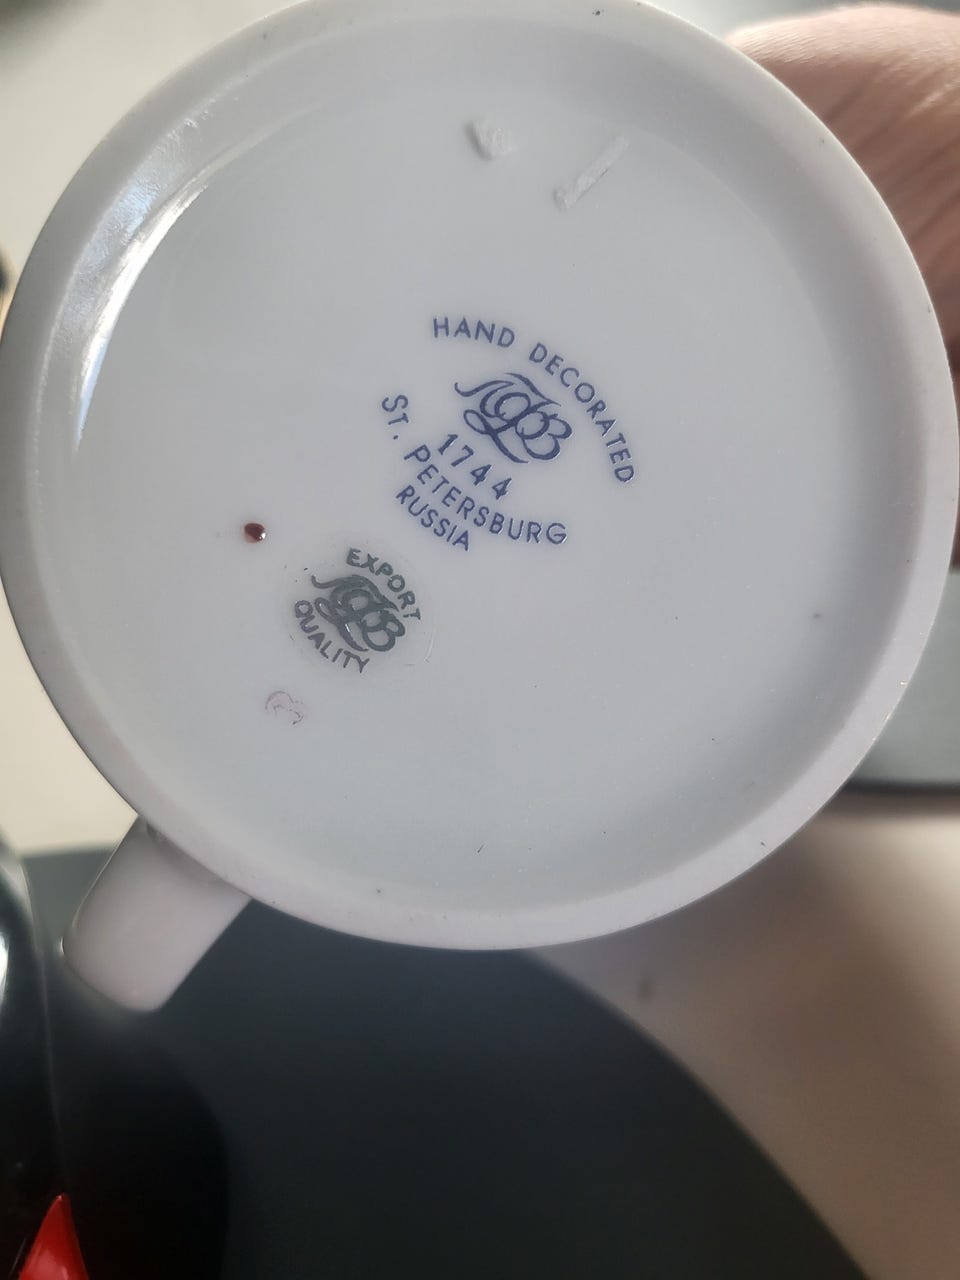 HAND DECORATED
ЛФЗ
1744
ST. PETERSBURG
RUSSIA
EXPORT
ЛФЗ
QUALITY